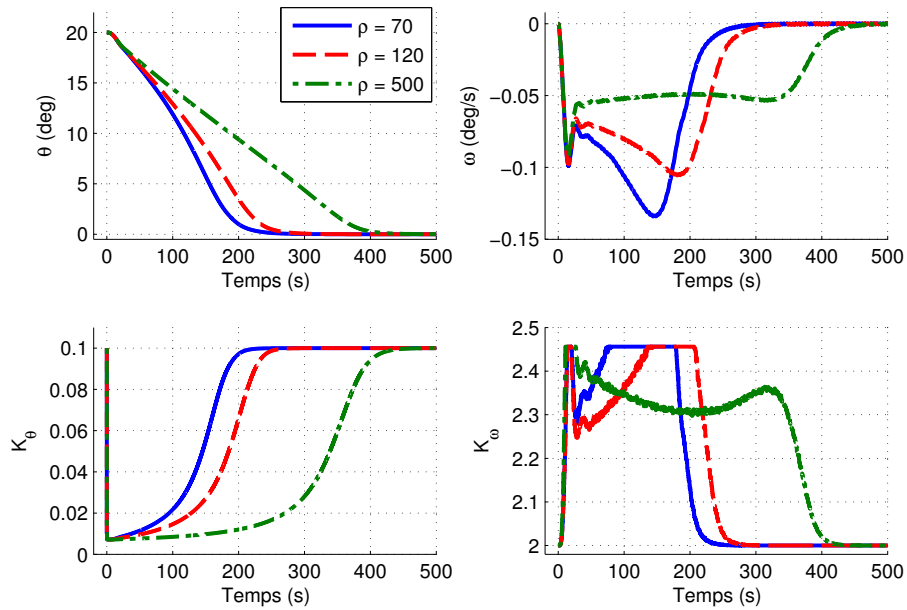 20
15
10
5
0
θ (deg)
0 100 200 300 400 500
Temps (s)
ρ = 70
ρ = 120
ρ = 500
0
−0.05
−0.1
−0.15
ω (deg/s)
0 100 200 300 400 500
Temps (s)
0.1
0.08
0.06
0.04
0.02
0
K_θ
0 100 200 300 400 500
Temps (s)
2.5
2.4
2.3
2.2
2.1
2
K_ω
0 100 200 300 400 500
Temps (s)